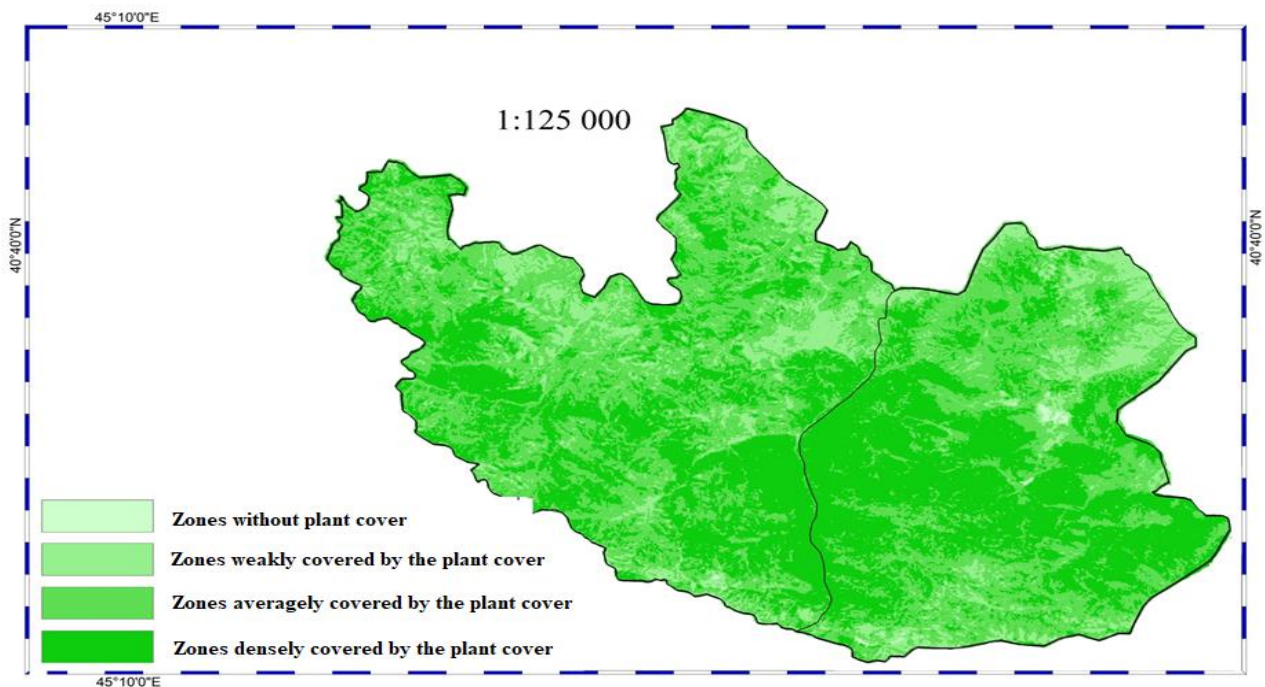 45°10'0"E
1:125 000
40°40'0"N
40°40'0"N
Zones without plant cover
Zones weakly covered by the plant cover
Zones averagely covered by the plant cover
Zones densely covered by the plant cover
45°10'0"E